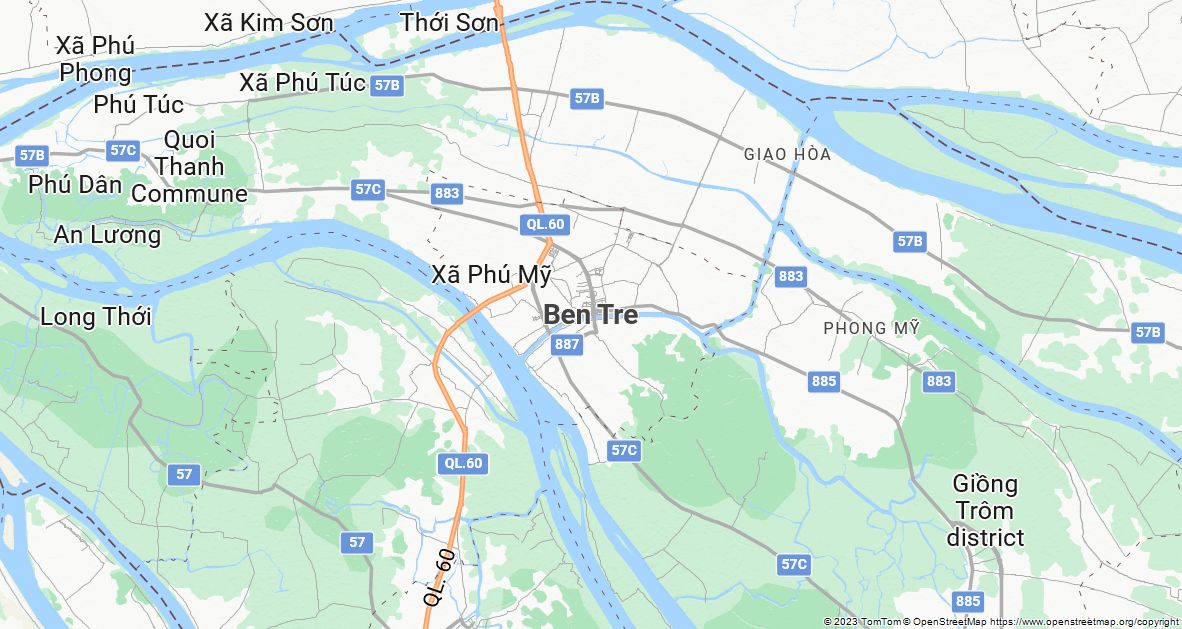 Xã Kim Sơn
Thới Sơn
Xã Phú
Phong
Xã Phú Túc
57B
57B
Phú Túc
57B
57C
Quoi
Thanh
Commune
GIAO HÒA
Phú Dân
57C
883
An Lương
QL.60
57B
Xã Phú Mỹ
883
Long Thới
Ben Tre
PHONG MỸ
57B
887
885
883
57C
QL.60
57
Giồng
Trôm
district
57
57C
QL. 60
885
© 2023 TomTom © OpenStreetMap https://www.openstreetmap.org/copyright